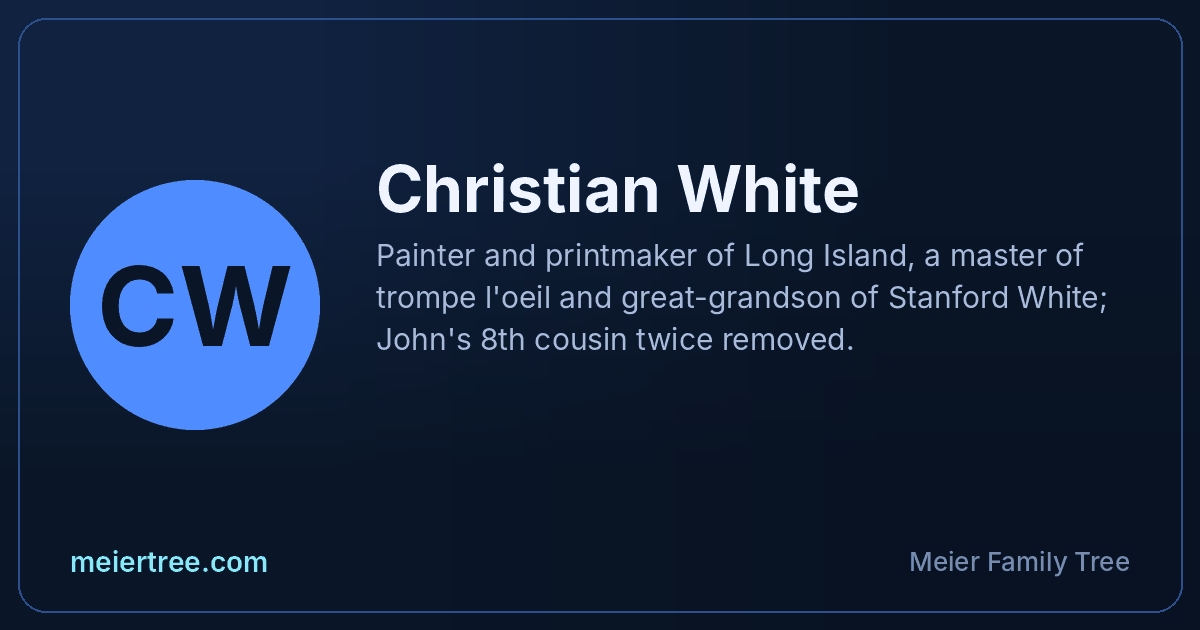 CW
Christian White
Painter and printmaker of Long Island, a master of
trompe l'oeil and great-grandson of Stanford White;
John's 8th cousin twice removed.
meiertree.com
Meier Family Tree